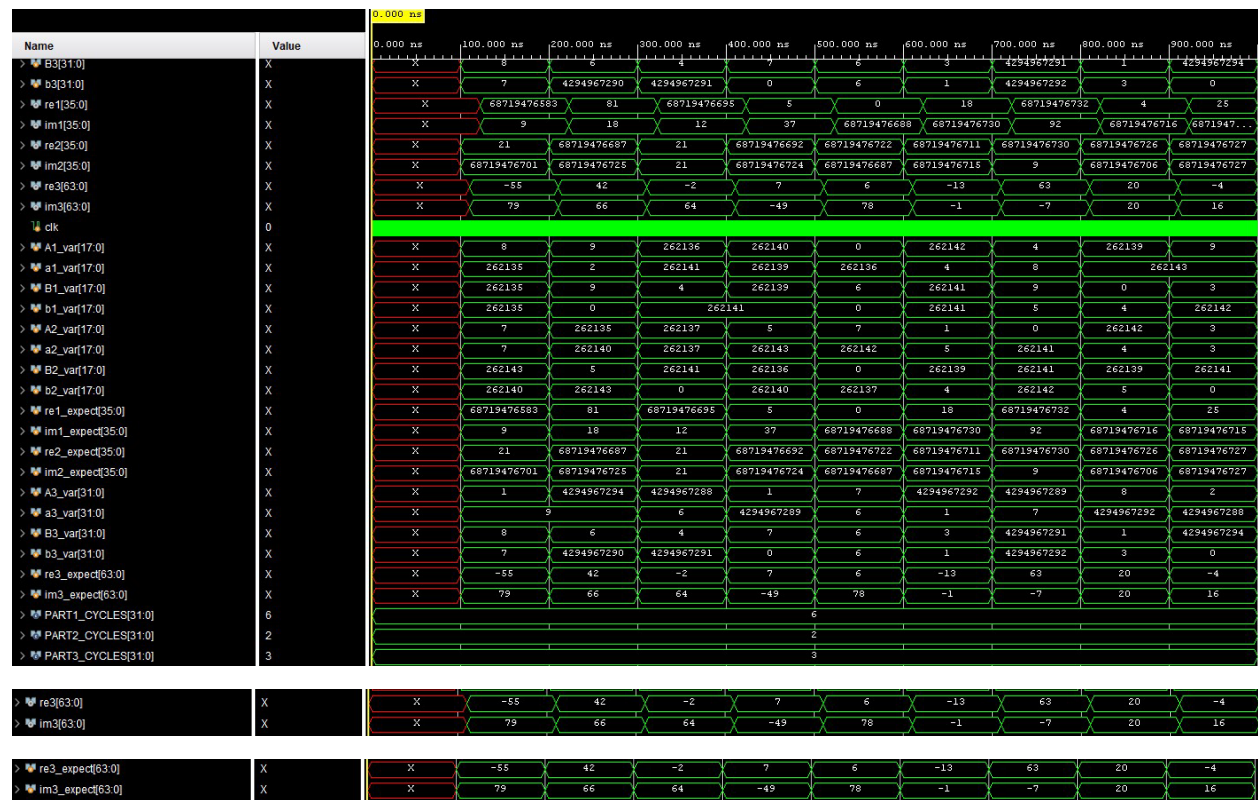 0.000 ns
Name Value 0.000 ns 100.000 ns 200.000 ns 300.000 ns 400.000 ns 500.000 ns 600.000 ns 700.000 ns 800.000 ns 900.000 ns
B3[31:0] X X 8 6 4 7 6 3 4294967291 1 4294967294
b3[31:0] X X 7 4294967290 4294967291 0 6 1 4294967292 3 0
re1[35:0] X X 68719476583 81 68719476695 5 0 18 68719476732 4 25
im1[35:0] X X 9 18 12 37 68719476688 68719476730 92 68719476716 6871947...
re2[35:0] X X 21 68719476687 21 68719476692 68719476722 68719476711 68719476730 68719476726 68719476727
im2[35:0] X X 68719476701 68719476725 21 68719476724 68719476687 68719476715 9 68719476706 68719476727
re3[63:0] X X -55 42 -2 7 6 -13 63 20 -4
im3[63:0] X X 79 66 64 -49 78 -1 -7 20 16
clk 0
A1_var[17:0] X X 8 9 262136 262140 0 262142 4 262139 9
a1_var[17:0] X X 262135 2 262141 262139 262136 4 8 262143
B1_var[17:0] X X 262135 9 4 262139 6 262141 9 0 3
b1_var[17:0] X X 262135 0 262141 0 262141 5 4 262142
A2_var[17:0] X X 7 262135 262137 5 7 1 0 262142 3
a2_var[17:0] X X 7 262140 262137 262143 262142 5 262141 4 3
B2_var[17:0] X X 262143 5 262141 262136 0 262139 262141 262139 262141
b2_var[17:0] X X 262140 262143 0 262140 262137 4 262142 5 0
re1_expect[35:0] X X 68719476583 81 68719476695 5 0 18 68719476732 4 25
im1_expect[35:0] X X 9 18 12 37 68719476688 68719476730 92 68719476716 68719476715
re2_expect[35:0] X X 21 68719476687 21 68719476692 68719476722 68719476711 68719476730 68719476726 68719476727
im2_expect[35:0] X X 68719476701 68719476725 21 68719476724 68719476687 68719476715 9 68719476706 68719476727
A3_var[31:0] X X 1 4294967294 4294967288 1 7 4294967292 4294967289 8 2
a3_var[31:0] X X 9 6 4294967289 6 1 7 4294967292 4294967288
B3_var[31:0] X X 8 6 4 7 6 3 4294967291 1 4294967294
b3_var[31:0] X X 7 4294967290 4294967291 0 6 1 4294967292 3 0
re3_expect[63:0] X X -55 42 -2 7 6 -13 63 20 -4
im3_expect[63:0] X X 79 66 64 -49 78 -1 -7 20 16
PART1_CYCLES[31:0] 6 6
PART2_CYCLES[31:0] 2 2
PART3_CYCLES[31:0] 3 3
re3[63:0] X X -55 42 -2 7 6 -13 63 20 -4
im3[63:0] X X 79 66 64 -49 78 -1 -7 20 16
re3_expect[63:0] X X -55 42 -2 7 6 -13 63 20 -4
im3_expect[63:0] X X 79 66 64 -49 78 -1 -7 20 16